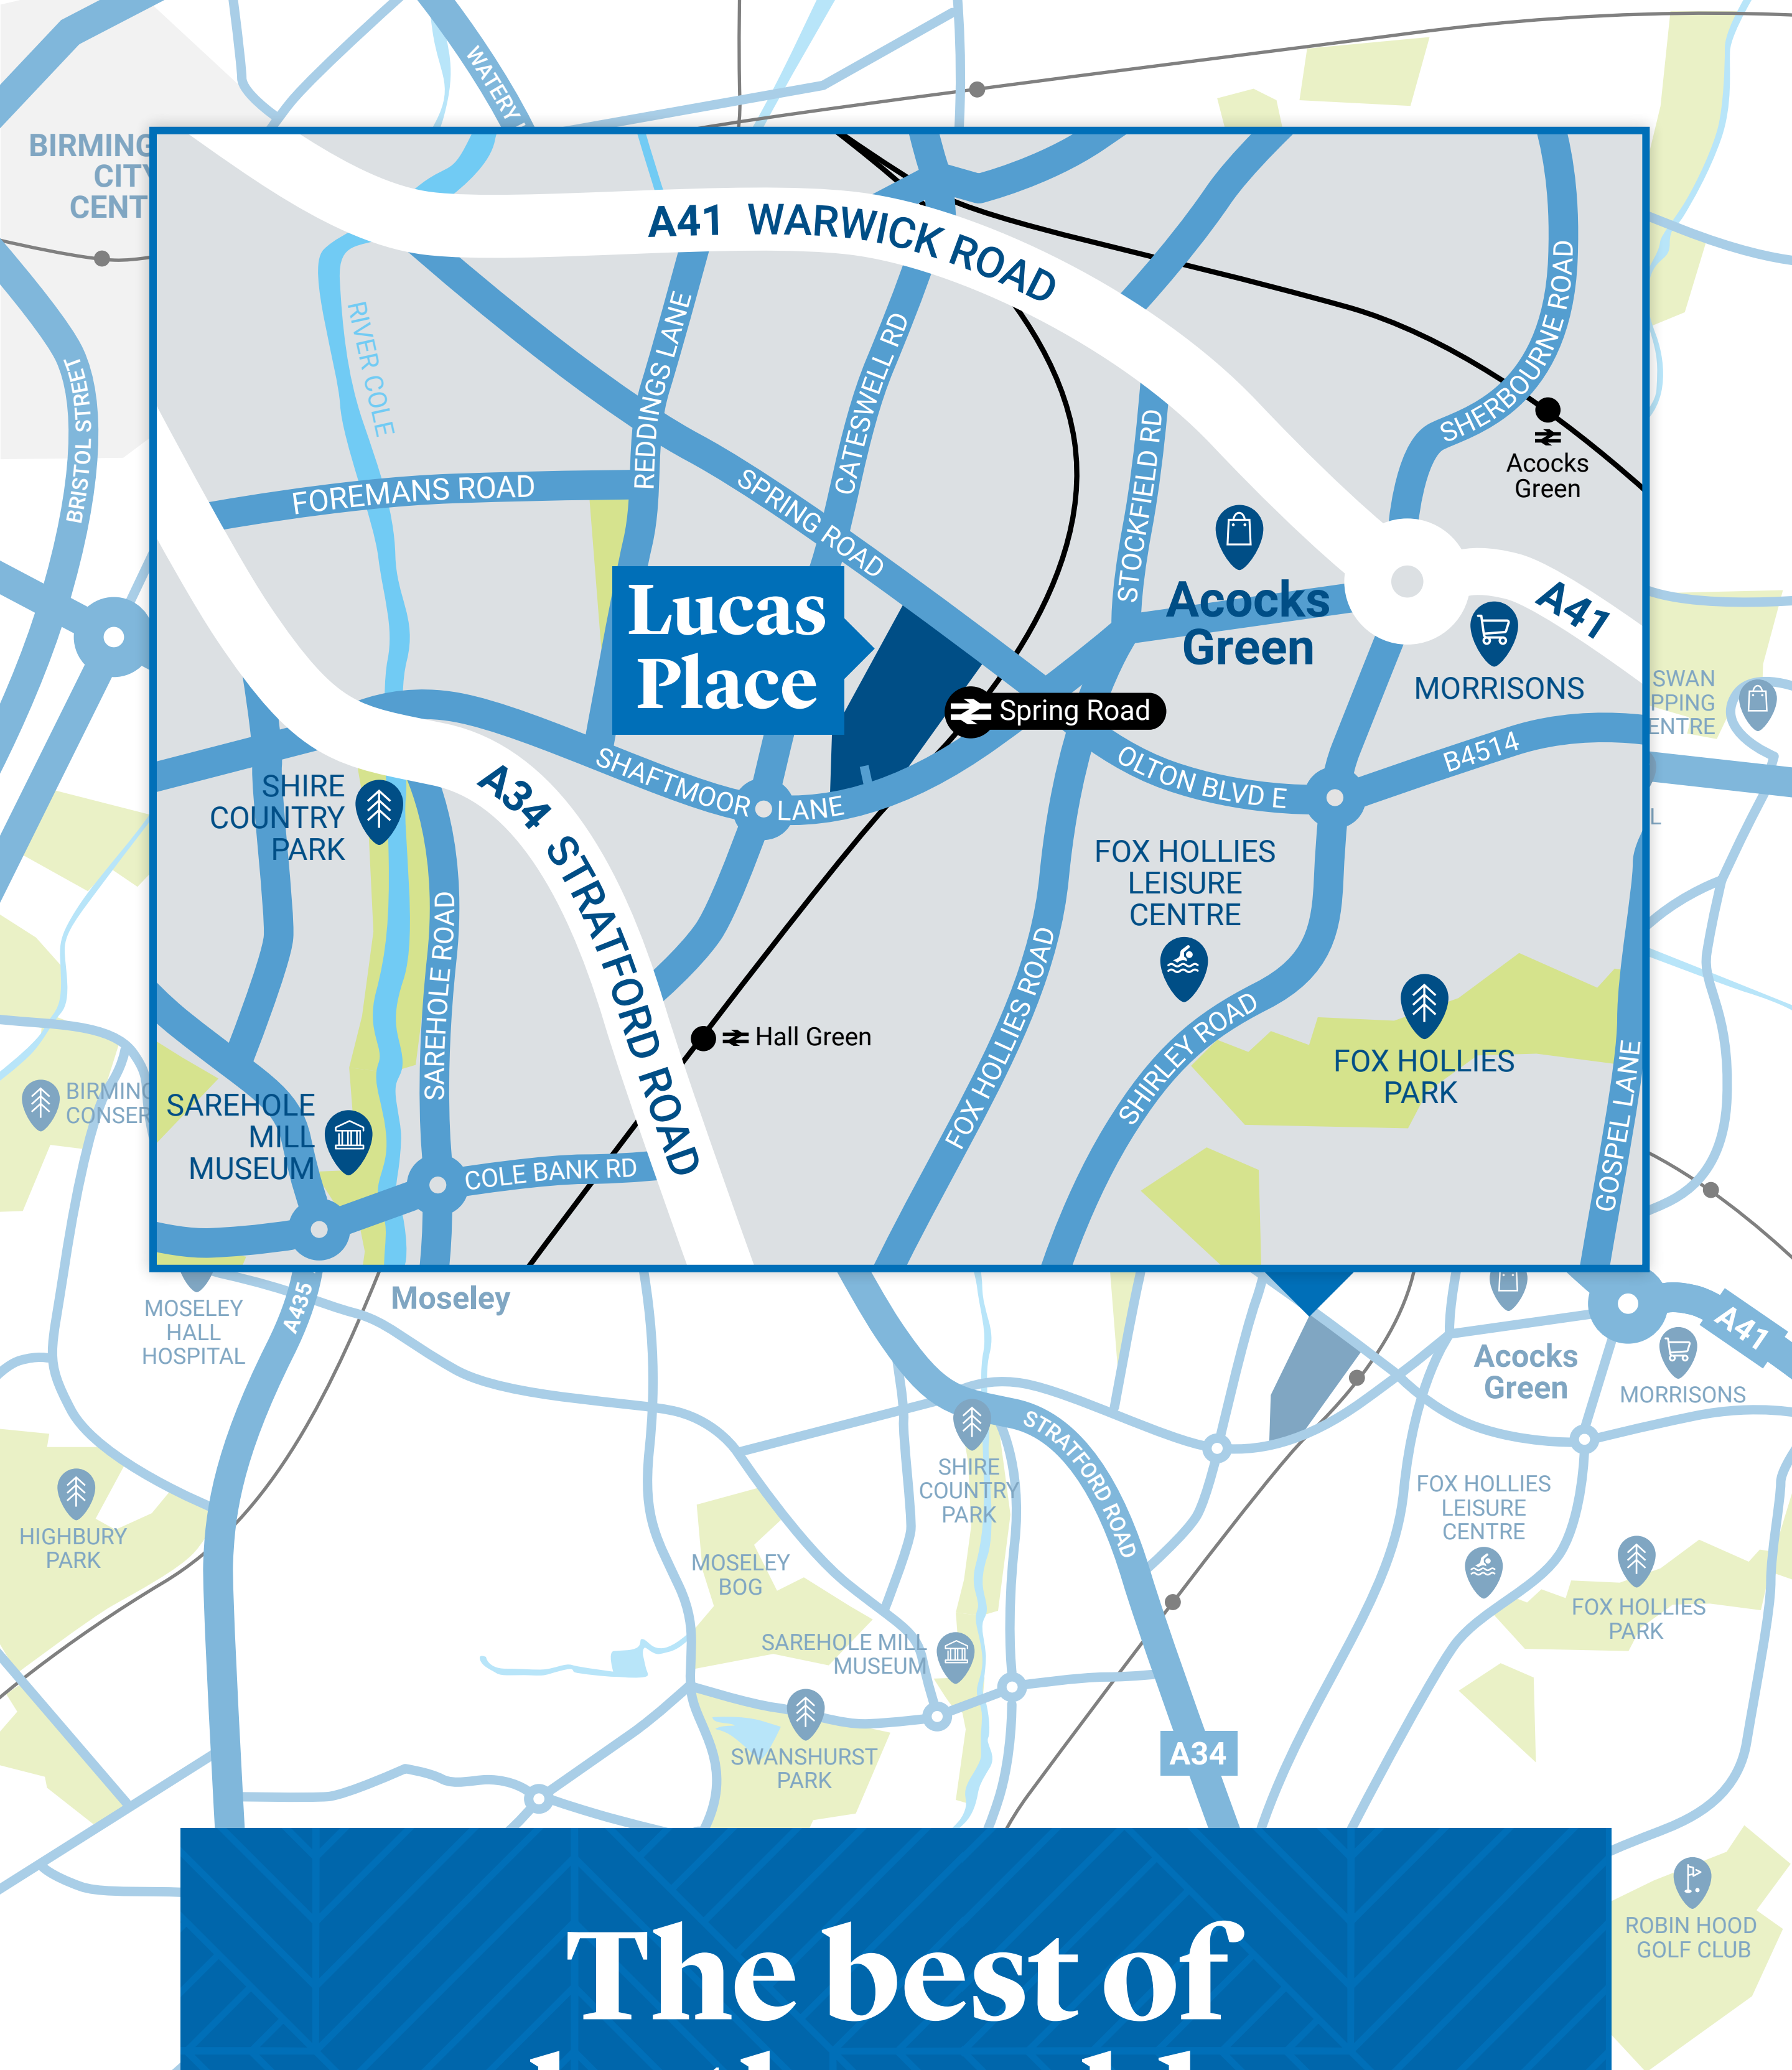 WATERY
BIRMING
CITY
CENT
BRISTOL STREET
A41 WARWICK ROAD
RIVER COLE
REDDINGS LANE
CATESWELL RD
SHERBOURNE ROAD
Acocks
Green
FOREMANS ROAD
SPRING ROAD
STOCKFIELD RD
Lucas
Place
Acocks
Green
A41
MORRISONS
Spring Road
SHAFTMOOR LANE
OLTON BLVD E
B4514
SHIRE
COUNTRY
PARK
A34 STRATFORD ROAD
FOX HOLLIES
LEISURE
CENTRE
SAREHOLE ROAD
Hall Green
FOX HOLLIES ROAD
SHIRLEY ROAD
FOX HOLLIES
PARK
GOSPEL LANE
SAREHOLE
MILL
MUSEUM
COLE BANK RD
SWAN
PPING
ENTRE
L
BIRMING
CONSER
MOSELEY
HALL
HOSPITAL
A435
Moseley
A41
Acocks
Green
MORRISONS
STRATFORD ROAD
SHIRE
COUNTRY
PARK
FOX HOLLIES
LEISURE
CENTRE
HIGHBURY
PARK
MOSELEY
BOG
FOX HOLLIES
PARK
SAREHOLE MILL
MUSEUM
SWANSHURST
PARK
A34
ROBIN HOOD
GOLF CLUB
The best of